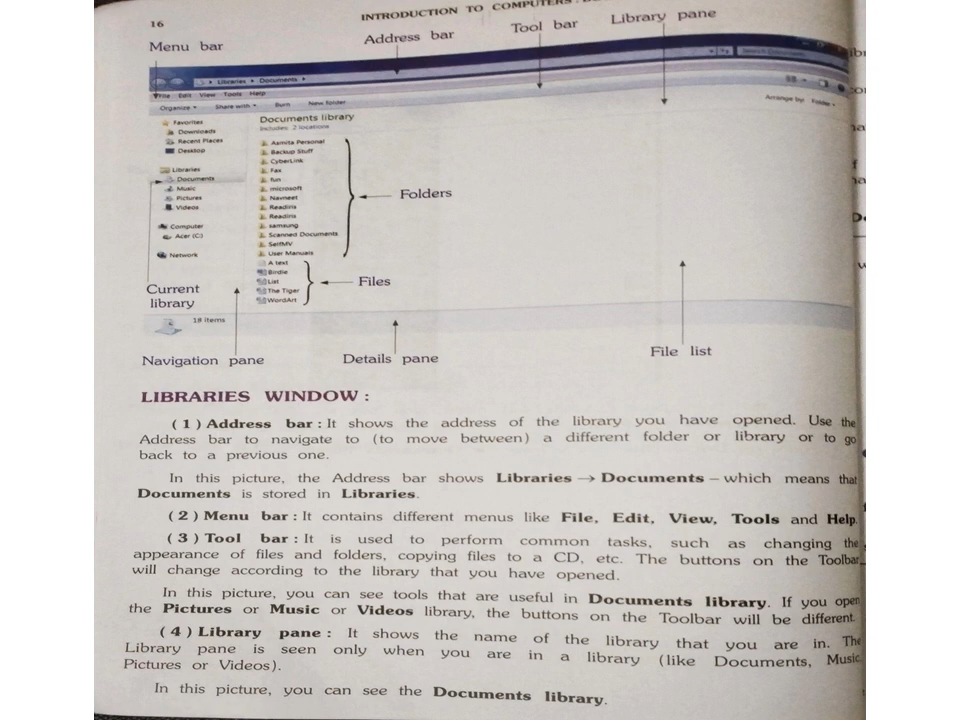 16
INTRODUCTION TO COMPUTERS
Menu bar
Address bar
Tool bar
Library pane
Libraries ▸ Documents ▸
Search Documents
File Edit View Tools Help
Organize ▾ Share with ▾ Burn New folder
Favorites
Downloads
Recent Places
Desktop
Libraries
Documents
Music
Pictures
Videos
Computer
Acer (C:)
Network
Documents library
Includes: 2 locations
Arrange by: Folder ▾
Asmita Personal
Backup Stuff
CyberLink
Fax
fun
microsoft
Navneet
Readiris
Readiris
samsung
Scanned Documents
SelfMV
User Manuals
A text
Birdie
List
The Tiger
WordArt
Folders
Files
Current
library
18 items
Navigation pane
Details pane
File list
LIBRARIES WINDOW :
( 1 ) Address bar : It shows the address of the library you have opened. Use the
Address bar to navigate to (to move between) a different folder or library or to go
back to a previous one.
In this picture, the Address bar shows Libraries → Documents – which means that
Documents is stored in Libraries.
( 2 ) Menu bar : It contains different menus like File, Edit, View, Tools and Help.
( 3 ) Tool bar : It is used to perform common tasks, such as changing the
appearance of files and folders, copying files to a CD, etc. The buttons on the Toolbar
will change according to the library that you have opened.
In this picture, you can see tools that are useful in Documents library. If you open
the Pictures or Music or Videos library, the buttons on the Toolbar will be different.
( 4 ) Library pane : It shows the name of the library that you are in. The
Library pane is seen only when you are in a library (like Documents, Music,
Pictures or Videos).
In this picture, you can see the Documents library.